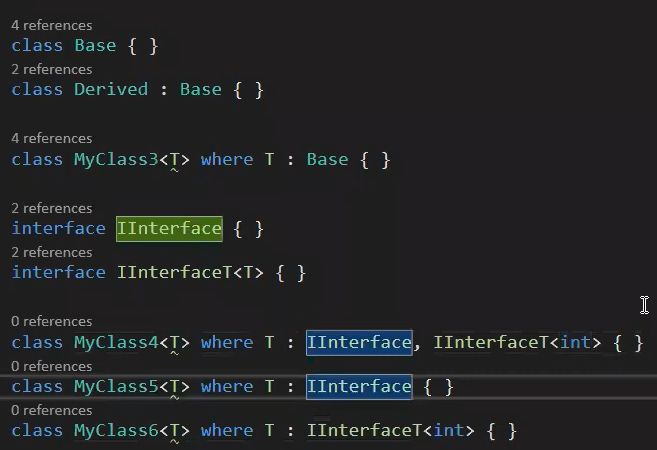 4 references
class Base { }
2 references
class Derived : Base { }
4 references
class MyClass3<T> where T : Base { }
2 references
interface IInterface { }
2 references
interface IInterfaceT<T> { }
0 references
class MyClass4<T> where T : IInterface, IInterfaceT<int> { }
0 references
class MyClass5<T> where T : IInterface { }
0 references
class MyClass6<T> where T : IInterfaceT<int> { }